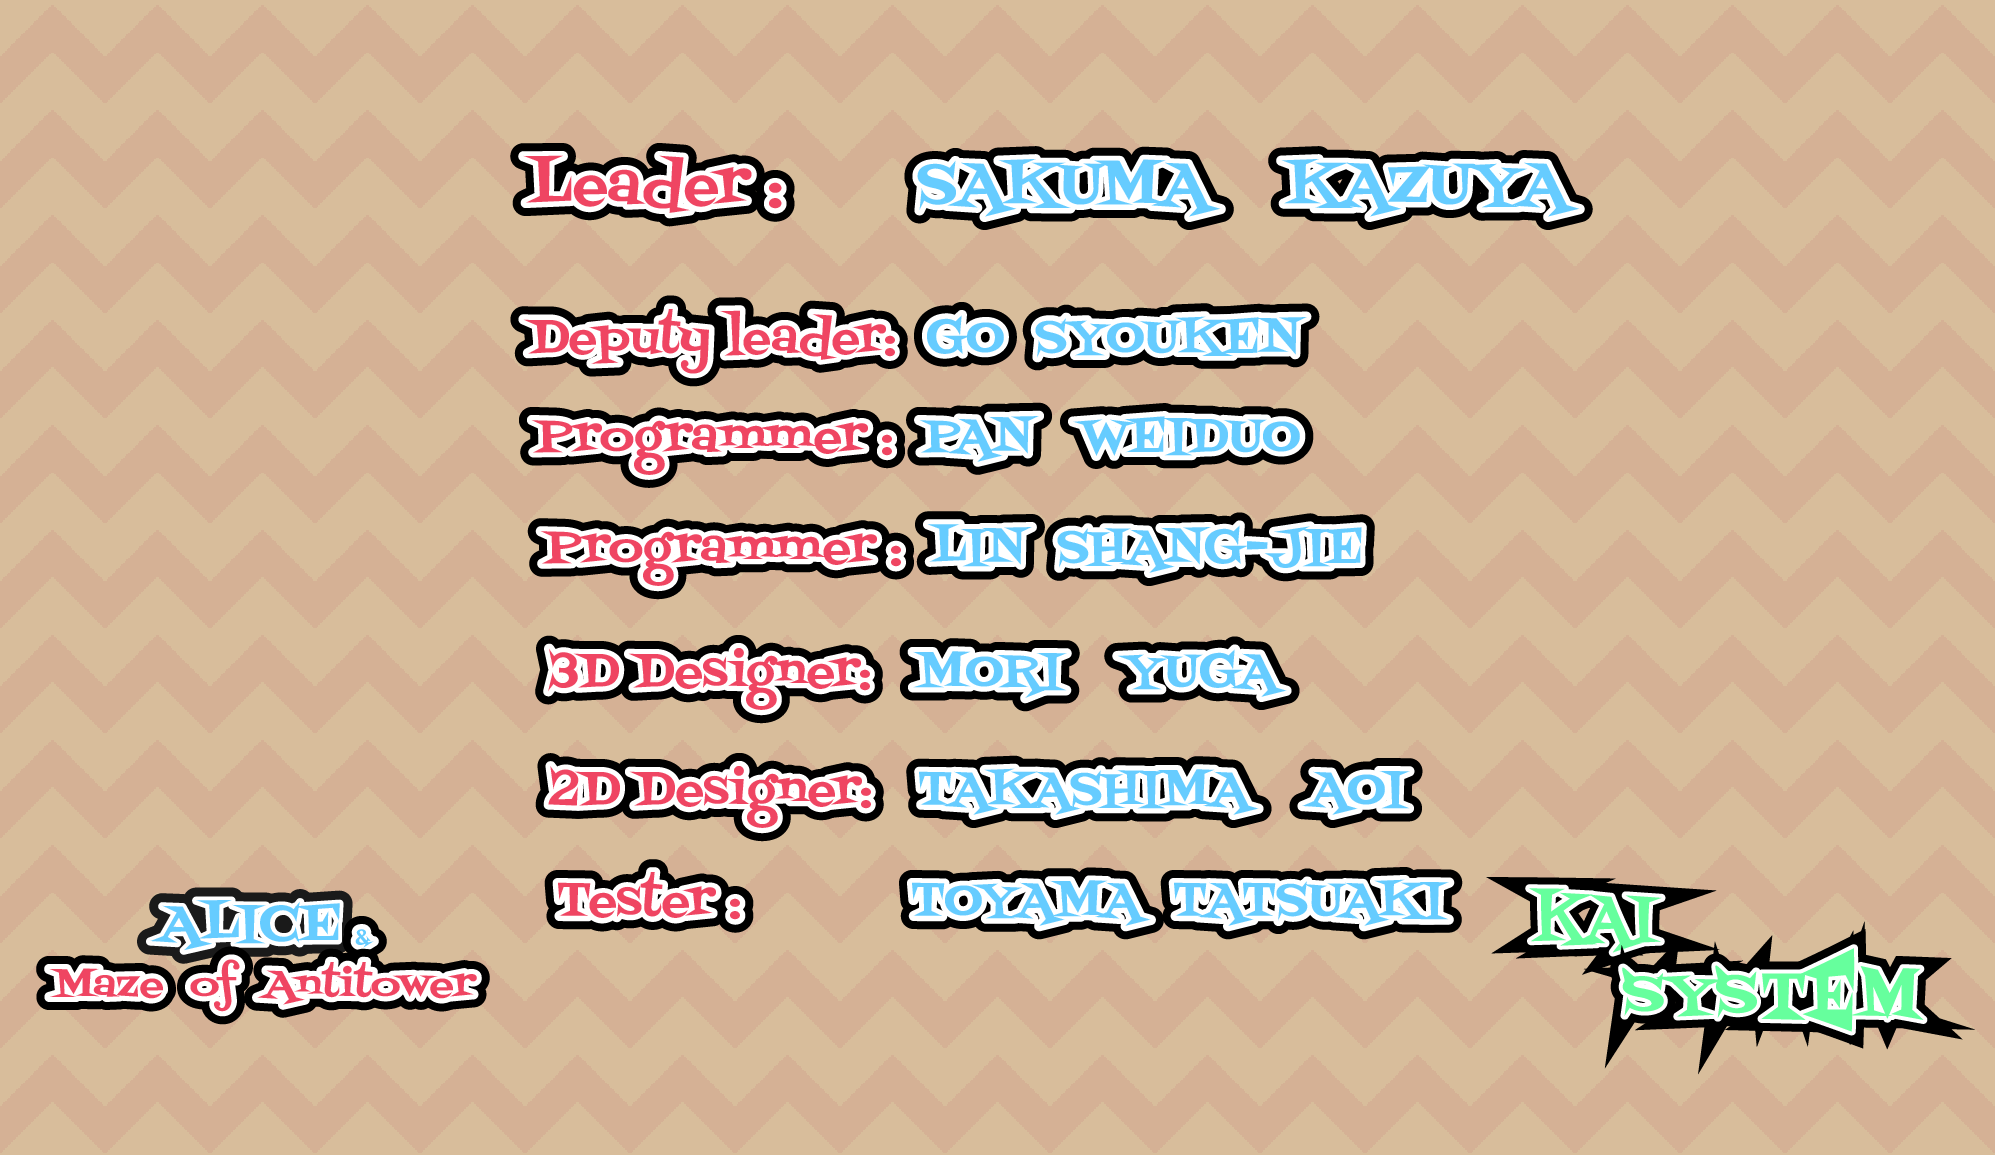 Leader : SAKUMA KAZUYA
Deputy leader: GO SYOUKEN
Programmer : PAN WEIDUO
Programmer : LIN SHANG-JIE
3D Designer: MORI YUGA
2D Designer: TAKASHIMA AOI
Tester : TOYAMA TATSUAKI
ALICE &
Maze of Antitower
KAI
SYSTEM